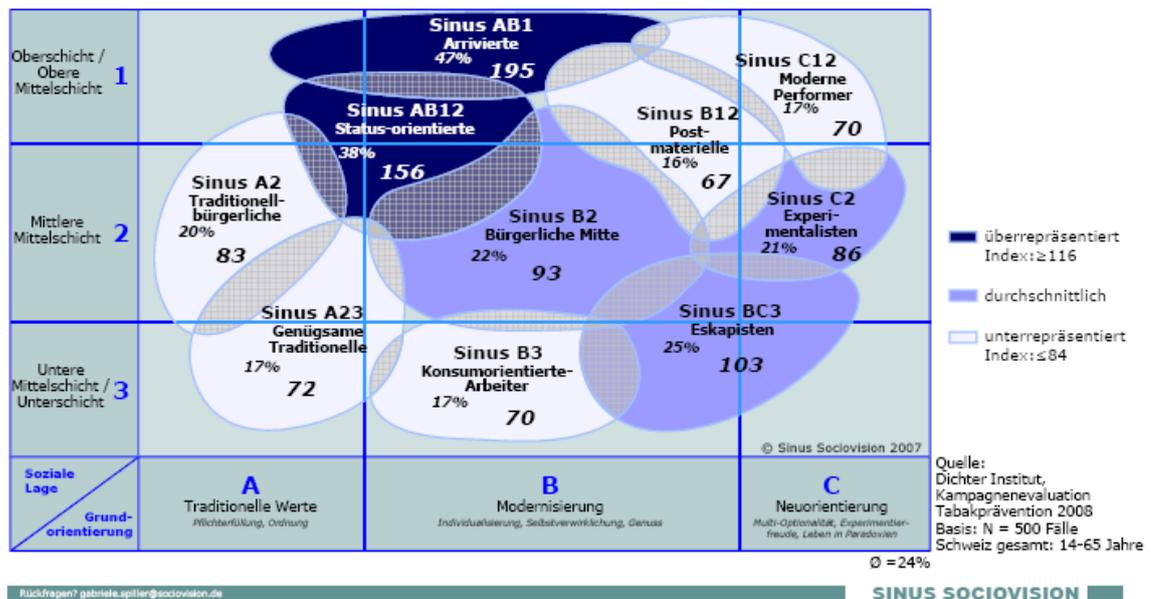 Oberschicht /
Obere
Mittelschicht
1
Mittlere
Mittelschicht
2
Untere
Mittelschicht /
Unterschicht
3
Sinus AB1
Arrivierte
47%
195
Sinus AB12
Status-orientierte
38%
156
Sinus C12
Moderne
Performer
17%
70
Sinus B12
Post-
materielle
16%
67
Sinus A2
Traditionell-
bürgerliche
20%
83
Sinus B2
Bürgerliche Mitte
22%
93
Sinus C2
Experi-
mentalisten
21%
86
Sinus A23
Genügsame
Traditionelle
17%
72
Sinus B3
Konsumorientierte-
Arbeiter
17%
70
Sinus BC3
Eskapisten
25%
103
© Sinus Sociovision 2007
Soziale
Lage
Grund-
orientierung
A
Traditionelle Werte
Pflichterfüllung, Ordnung
B
Modernisierung
Individualisierung, Selbstverwirklichung, Genuss
C
Neuorientierung
Multi-Optionalität, Experimentier-
freude, Leben in Paradoxien
überrepräsentiert
Index:≥116
durchschnittlich
unterrepräsentiert
Index:≤84
Quelle:
Dichter Institut,
Kampagnenevaluation
Tabakprävention 2008
Basis: N = 500 Fälle
Schweiz gesamt: 14-65 Jahre
Ø =24%
Rückfragen? gabriele.spiller@sociovision.de
SINUS SOCIOVISION